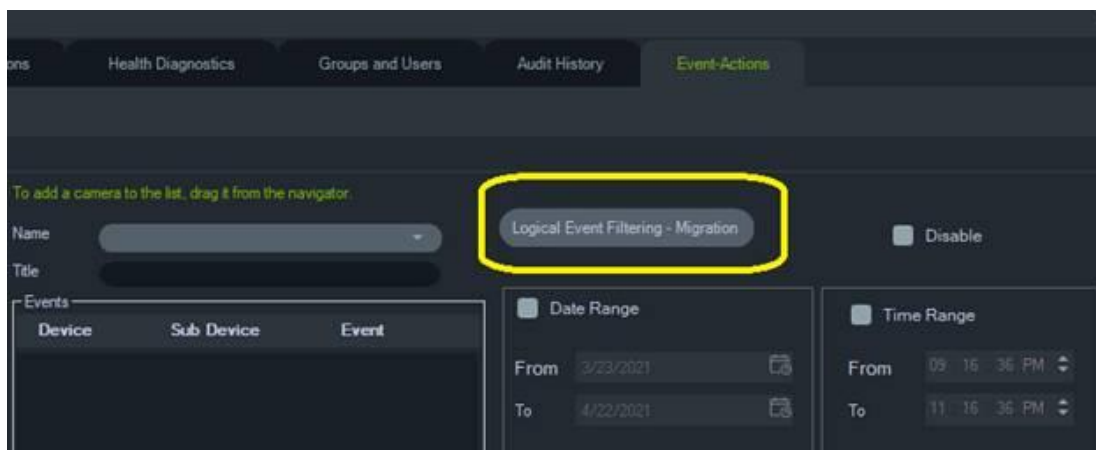 ons Health Diagnostics Groups and Users Audit History Event-Actions
To add a camera to the list, drag it from the navigator.
Name
Logical Event Filtering - Migration
Disable
Title
Events
Device Sub Device Event
Date Range
From 3/23/2021
To 4/22/2021
Time Range
From 09 16 36 PM
To 11 16 36 PM